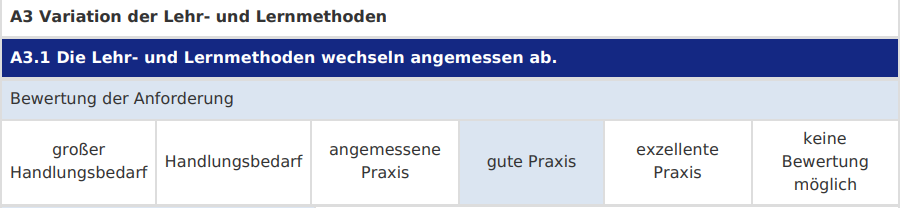 A3 Variation der Lehr- und Lernmethoden
A3.1 Die Lehr- und Lernmethoden wechseln angemessen ab.
Bewertung der Anforderung
großer
Handlungsbedarf
Handlungsbedarf
angemessene
Praxis
gute Praxis
exzellente
Praxis
keine
Bewertung
möglich